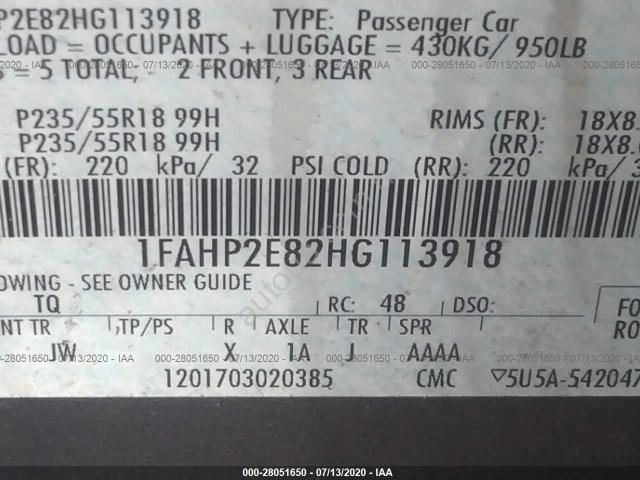 P2E82HG113918 TYPE: Passenger Car
LOAD = OCCUPANTS + LUGGAGE = 430KG/ 950LB
S = 5 TOTAL, 2 FRONT, 3 REAR
P235/55R18 99H RIMS (FR): 18X8.
P235/55R18 99H (RR): 18X8.
(FR): 220 kPa/ 32 PSI COLD (RR): 220 kPa/ 3
1FAHP2E82HG113918
OWING - SEE OWNER GUIDE
TQ RC: 48 DSO: FO
NT TR TP/PS R AXLE TR SPR RO
JW X 1A J AAAA
1201703020385 CMC ▽5U5A-542047
000-28051650 - 07/13/2020 - IAA